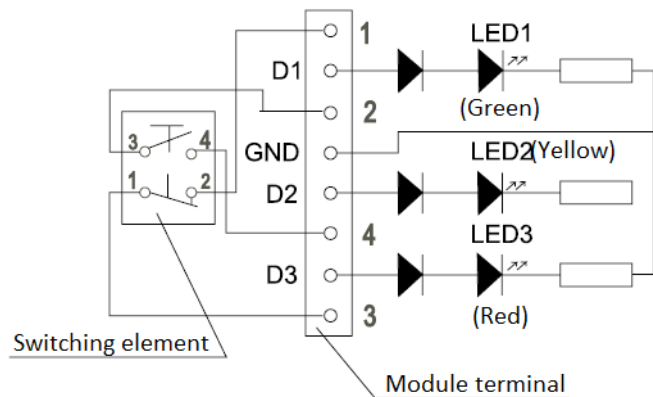 1
LED1
D1
(Green)
2
3
4
GND
LED2(Yellow)
1
2
D2
4
LED3
D3
(Red)
3
Switching element
Module terminal